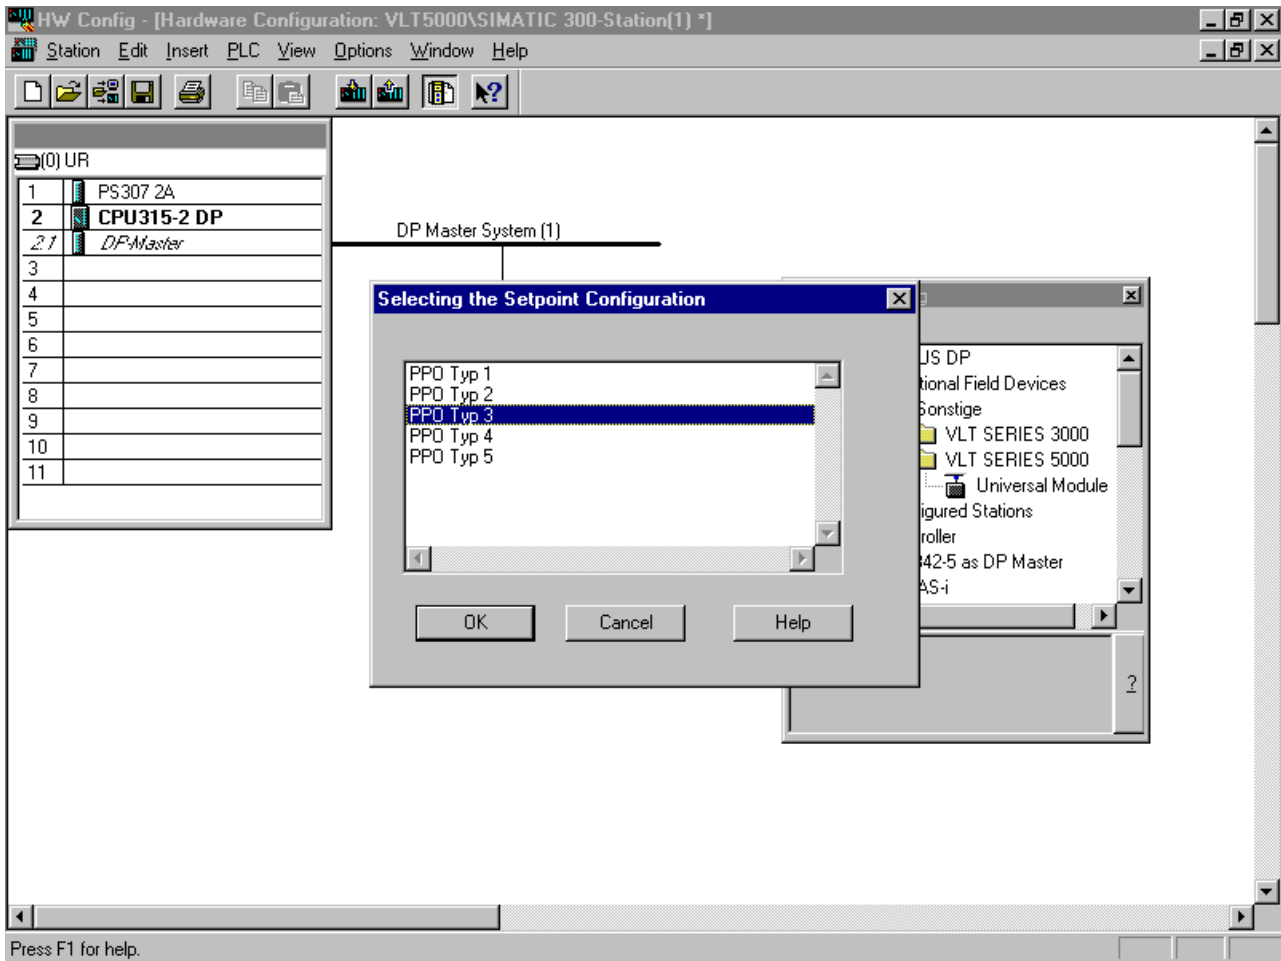 HW Config - [Hardware Configuration: VLT5000\SIMATIC 300-Station(1) *]
Station Edit Insert PLC View Options Window Help
(0) UR
1 PS307 2A
2 CPU315-2 DP
2.1 DP-Master
3
4
5
6
7
8
9
10
11
DP Master System (1)
Selecting the Setpoint Configuration
PPO Typ 1
PPO Typ 2
PPO Typ 3
PPO Typ 4
PPO Typ 5
OK Cancel Help
US DP
tional Field Devices
Sonstige
VLT SERIES 3000
VLT SERIES 5000
Universal Module
igured Stations
roller
342-5 as DP Master
AS-i
?
Press F1 for help.